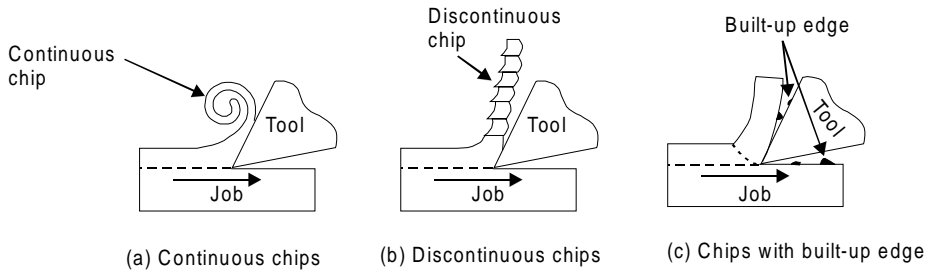 Continuous
chip
Tool
Job
(a) Continuous chips
Discontinuous
chip
Tool
Job
(b) Discontinuous chips
Built-up edge
Tool
Job
(c) Chips with built-up edge